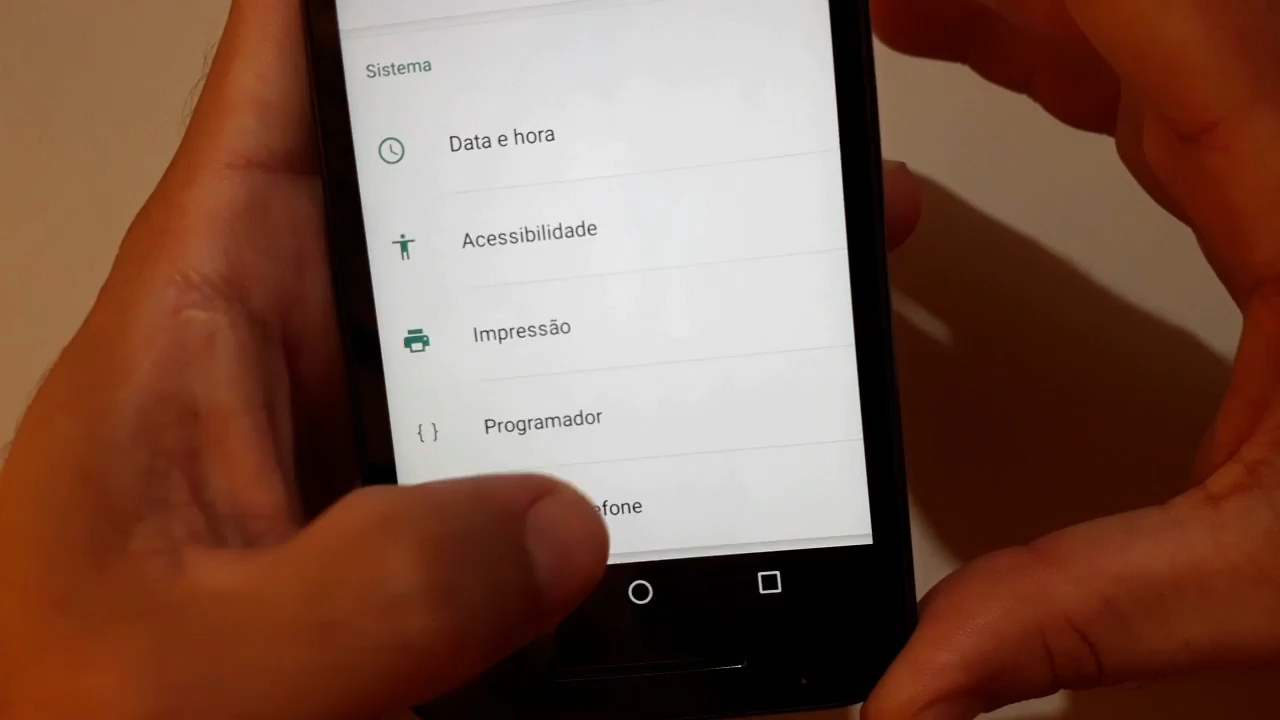 Sistema
Data e hora
Acessibilidade
Impressão
Programador